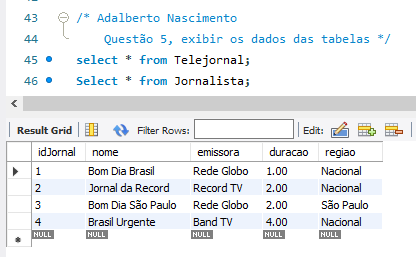 43 /* Adalberto Nascimento
44 Questão 5, exibir os dados das tabelas */
45 select * from Telejornal;
46 Select * from Jornalista;
Result Grid Filter Rows: Edit:
idJornal nome emissora duracao regiao
1 Bom Dia Brasil Rede Globo 1.00 Nacional
2 Jornal da Record Record TV 2.00 Nacional
3 Bom Dia São Paulo Rede Globo 2.00 São Paulo
4 Brasil Urgente Band TV 4.00 Nacional
NULL NULL NULL NULL NULL